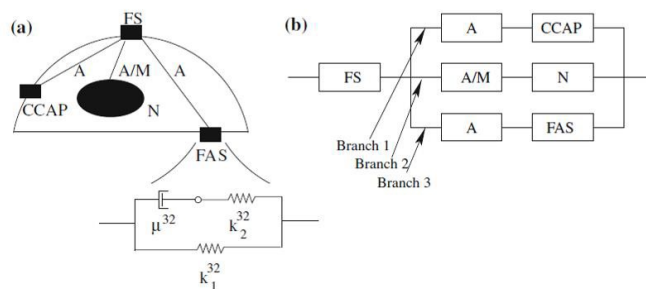 (a)
FS
A
A/M
A
CCAP
N
FAS
μ³²
k₂³²
k₁³²
(b)
FS
A
CCAP
A/M
N
A
FAS
Branch 1
Branch 2
Branch 3